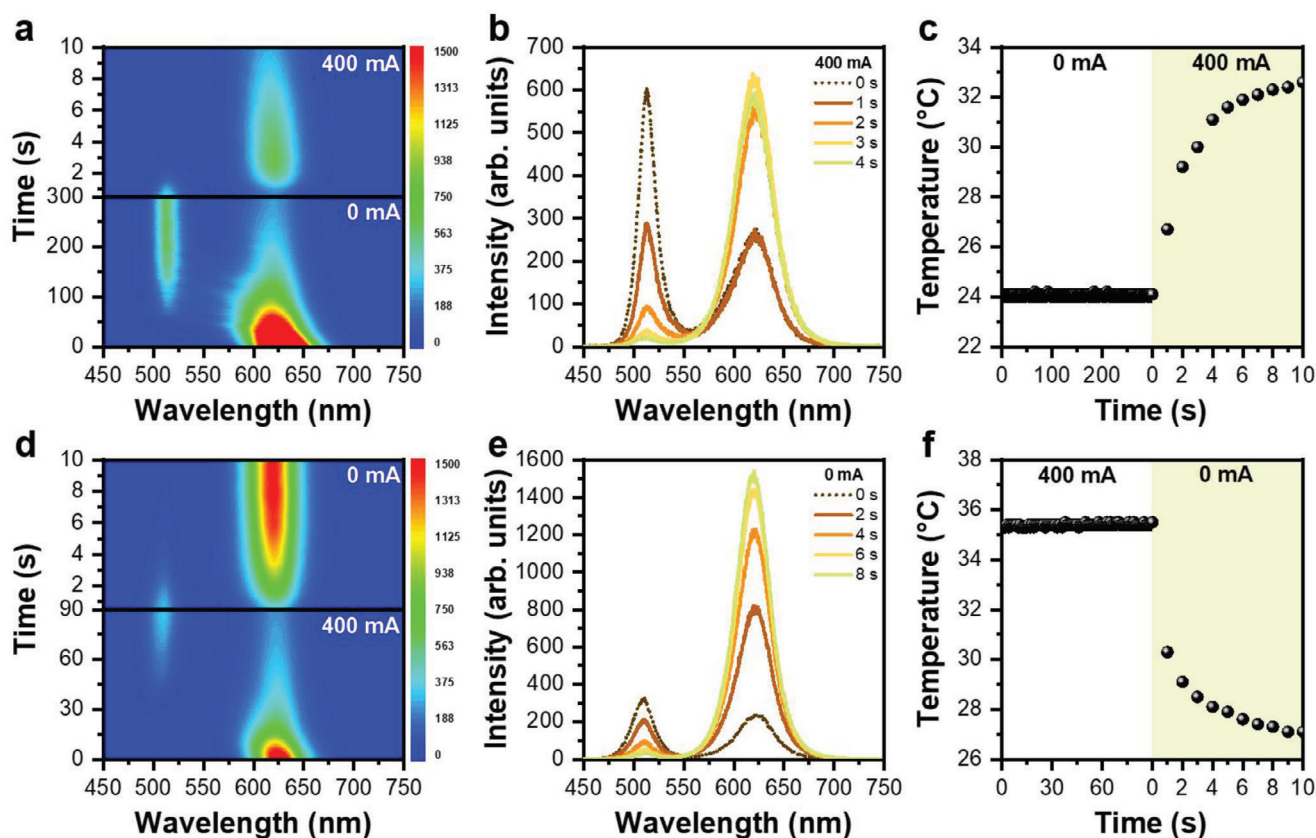 a
10
8
6
4
2
300
200
100
0
Time (s)
400 mA
0 mA
450 500 550 600 650 700 750
Wavelength (nm)
1500
1313
1125
938
750
563
375
188
0
b
700
600
500
400
300
200
100
0
Intensity (arb. units)
400 mA
0 s
1 s
2 s
3 s
4 s
450 500 550 600 650 700 750
Wavelength (nm)
c
34
32
30
28
26
24
22
Temperature (°C)
0 mA 400 mA
0 100 200 0 2 4 6 8 10
Time (s)
d
10
8
6
4
2
90
60
30
0
Time (s)
0 mA
400 mA
450 500 550 600 650 700 750
Wavelength (nm)
1500
1313
1125
938
750
563
375
188
0
e
1600
1400
1200
1000
800
600
400
200
0
Intensity (arb. units)
0 mA
0 s
2 s
4 s
6 s
8 s
450 500 550 600 650 700 750
Wavelength (nm)
f
38
36
34
32
30
28
26
Temperature (°C)
400 mA 0 mA
0 30 60 0 2 4 6 8 10
Time (s)